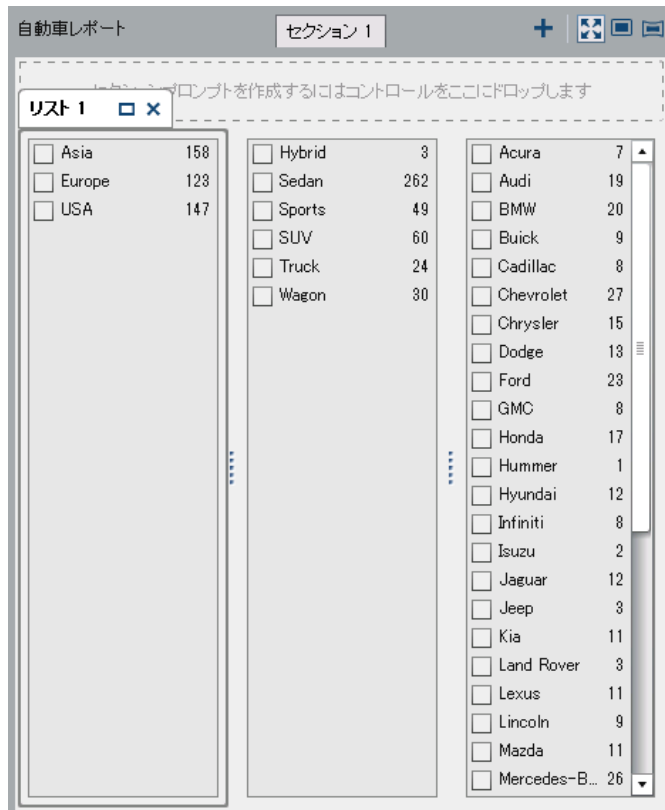 自動車レポート
セクション 1
セクションプロンプトを作成するにはコントロールをここにドロップします
リスト 1
Asia 158
Europe 123
USA 147
Hybrid 3
Sedan 262
Sports 49
SUV 60
Truck 24
Wagon 30
Acura 7
Audi 19
BMW 20
Buick 9
Cadillac 8
Chevrolet 27
Chrysler 15
Dodge 13
Ford 23
GMC 8
Honda 17
Hummer 1
Hyundai 12
Infiniti 8
Isuzu 2
Jaguar 12
Jeep 3
Kia 11
Land Rover 3
Lexus 11
Lincoln 9
Mazda 11
Mercedes-B... 26